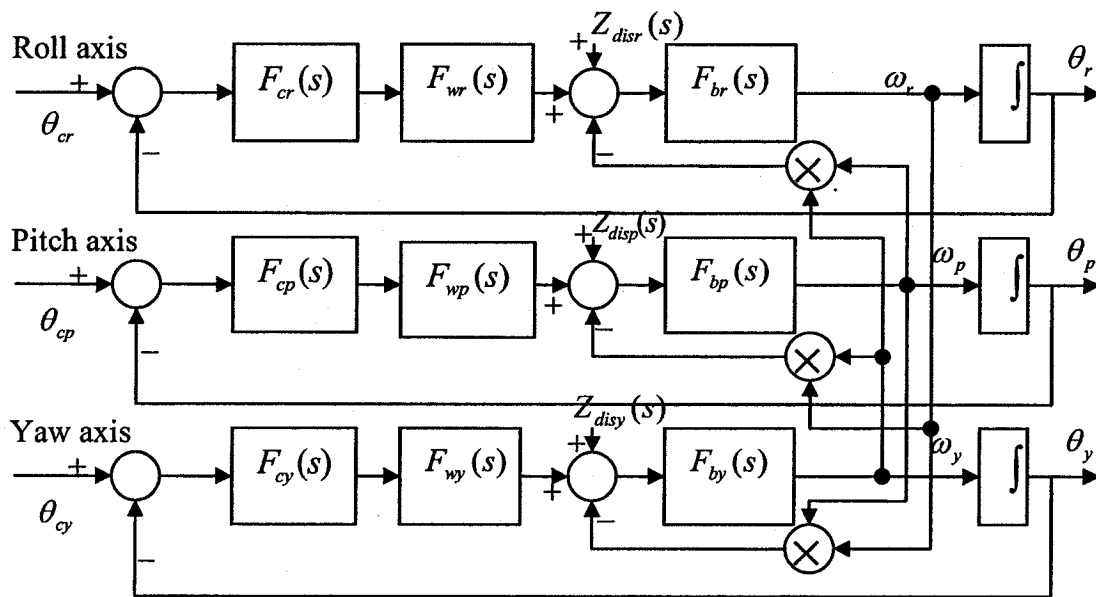 Roll axis
+
θ_cr
−
F_cr(s)
F_wr(s)
+
Z_disr(s)
+
−
F_br(s)
×
ω_r
∫
θ_r
Pitch axis
+
θ_cp
−
F_cp(s)
F_wp(s)
+
Z_disp(s)
+
−
F_bp(s)
×
ω_p
∫
θ_p
Yaw axis
+
θ_cy
−
F_cy(s)
F_wy(s)
+
Z_disy(s)
+
−
F_by(s)
×
ω_y
∫
θ_y